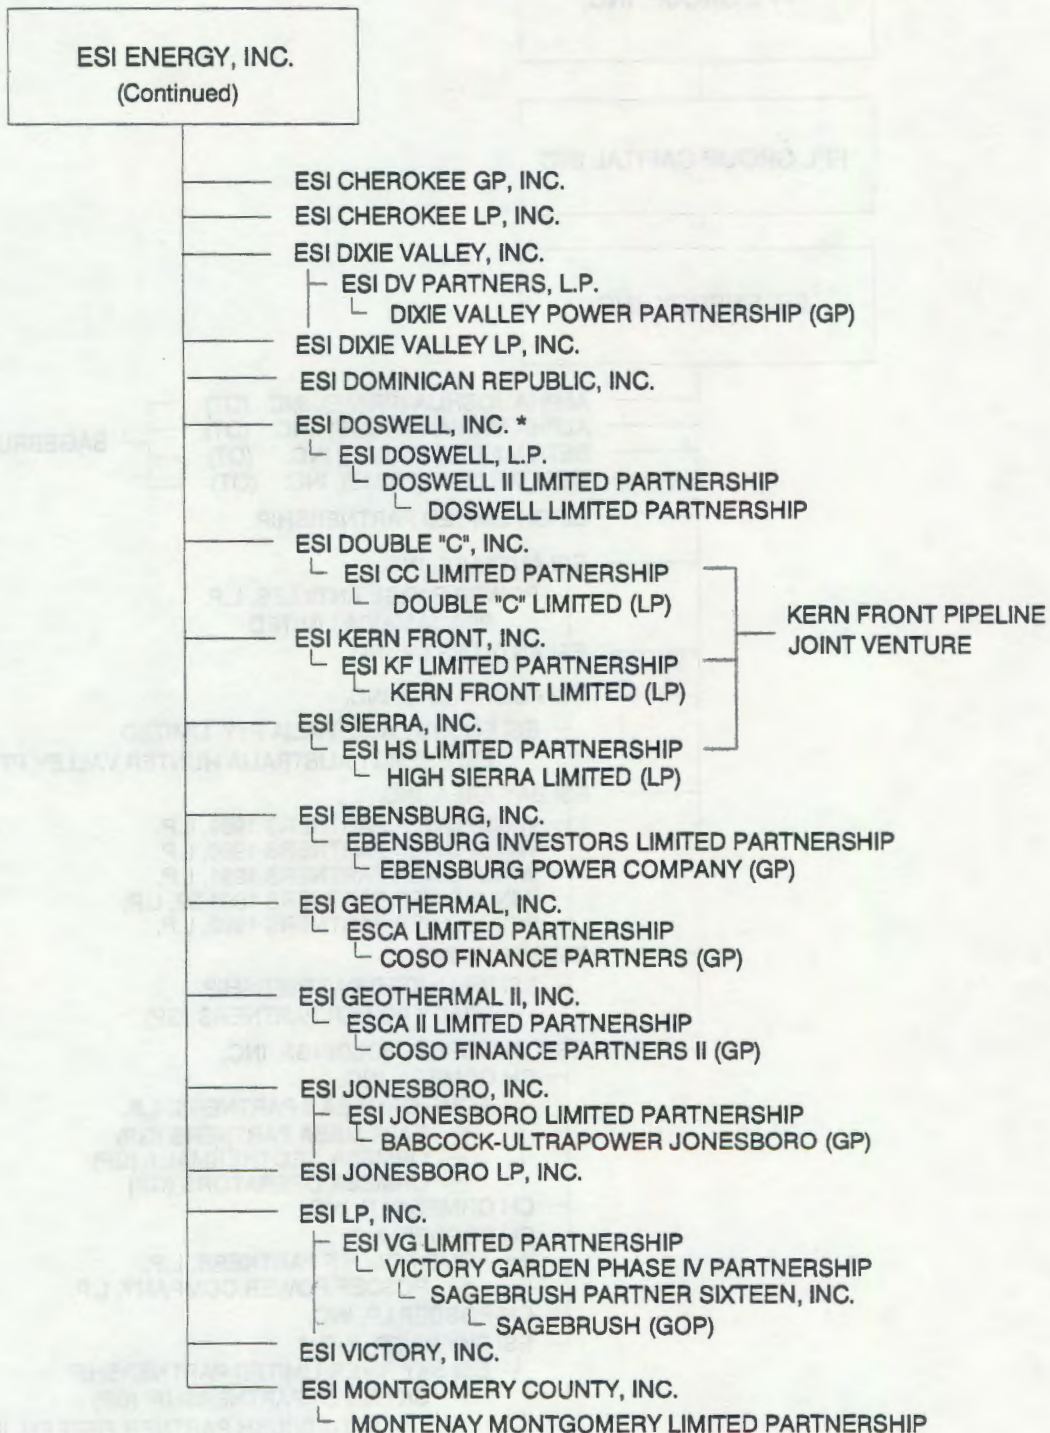 ESI ENERGY, INC.
(Continued)
ESI CHEROKEE GP, INC.
ESI CHEROKEE LP, INC.
ESI DIXIE VALLEY, INC.
ESI DV PARTNERS, L.P.
DIXIE VALLEY POWER PARTNERSHIP (GP)
ESI DIXIE VALLEY LP, INC.
ESI DOMINICAN REPUBLIC, INC.
ESI DOSWELL, INC. *
ESI DOSWELL, L.P.
DOSWELL II LIMITED PARTNERSHIP
DOSWELL LIMITED PARTNERSHIP
ESI DOUBLE "C", INC.
ESI CC LIMITED PATNERSHIP
DOUBLE "C" LIMITED (LP)
KERN FRONT PIPELINE
JOINT VENTURE
ESI KERN FRONT, INC.
ESI KF LIMITED PARTNERSHIP
KERN FRONT LIMITED (LP)
ESI SIERRA, INC.
ESI HS LIMITED PARTNERSHIP
HIGH SIERRA LIMITED (LP)
ESI EBENSBURG, INC.
EBENSBURG INVESTORS LIMITED PARTNERSHIP
EBENSBURG POWER COMPANY (GP)
ESI GEOTHERMAL, INC.
ESCA LIMITED PARTNERSHIP
COSO FINANCE PARTNERS (GP)
ESI GEOTHERMAL II, INC.
ESCA II LIMITED PARTNERSHIP
COSO FINANCE PARTNERS II (GP)
ESI JONESBORO, INC.
ESI JONESBORO LIMITED PARTNERSHIP
BABCOCK-ULTRAPOWER JONESBORO (GP)
ESI JONESBORO LP, INC.
ESI LP, INC.
ESI VG LIMITED PARTNERSHIP
VICTORY GARDEN PHASE IV PARTNERSHIP
SAGEBRUSH PARTNER SIXTEEN, INC.
SAGEBRUSH (GOP)
ESI VICTORY, INC.
ESI MONTGOMERY COUNTY, INC.
MONTENAY MONTGOMERY LIMITED PARTNERSHIP